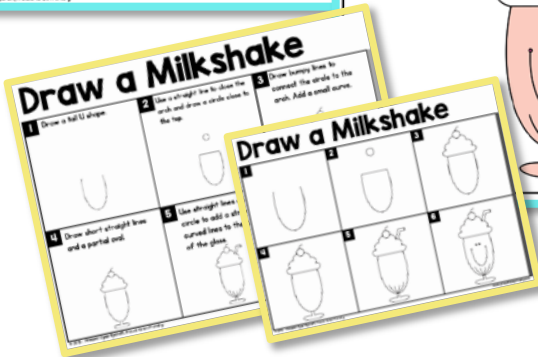 Draw a Milkshake
1 Draw a tall U shape.
2 Use a straight line to close the
arch and draw a circle close to
the top.
3 Draw bumpy lines to
connect the circle to the
arch. Add a small curve.
4 Draw short straight lines
and a partial oval.
5 Use straight lines
circle to add a
curved lines to the
of the glass.
Draw a Milkshake
1
2
3
4
5
6